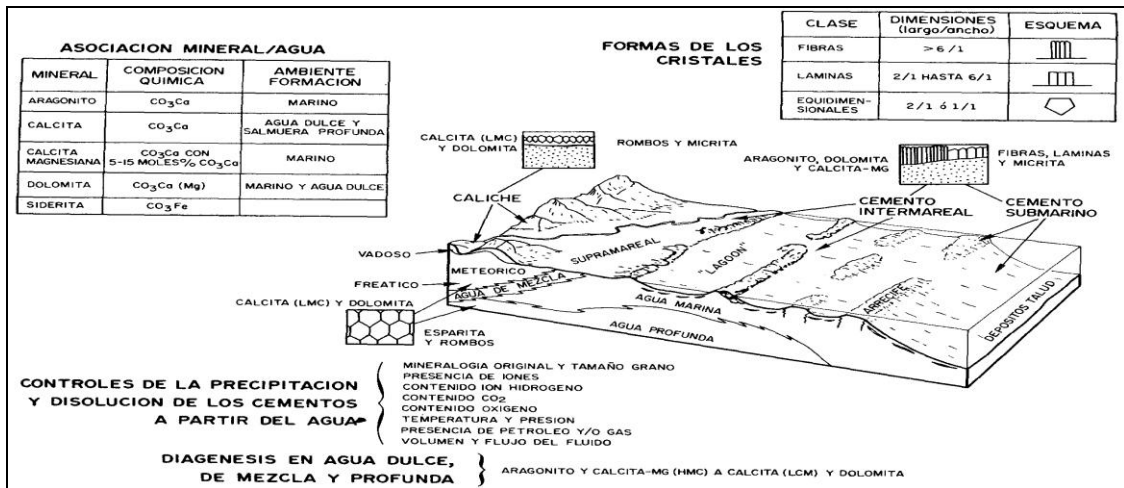 ASOCIACION MINERAL/AGUA
MINERAL COMPOSICION QUIMICA AMBIENTE FORMACION
ARAGONITO CO3Ca MARINO
CALCITA CO3Ca AGUA DULCE Y SALMUERA PROFUNDA
CALCITA MAGNESIANA CO3Ca CON 5-15 MOLES% CO3Ca MARINO
DOLOMITA CO3Ca (Mg) MARINO Y AGUA DULCE
SIDERITA CO3Fe
FORMAS DE LOS
CRISTALES
CLASE DIMENSIONES (largo/ancho) ESQUEMA
FIBRAS >6/1
LAMINAS 2/1 HASTA 6/1
EQUIDIMEN-
SIONALES 2/1 ó 1/1
CALCITA (LMC)
Y DOLOMITA
ROMBOS Y MICRITA
ARAGONITO, DOLOMITA
Y CALCITA-MG
FIBRAS, LAMINAS
Y MICRITA
CALICHE
CEMENTO
INTERMAREAL
CEMENTO
SUBMARINO
VADOSO
SUPRAMAREAL
"LAGOON"
METEORICO
FREATICO
AGUA DE MEZCLA
ARRECIFE
DEPOSITOS TALUD
AGUA MARINA
AGUA PROFUNDA
CALCITA (LMC) Y DOLOMITA
ESPARITA
Y ROMBOS
CONTROLES DE LA PRECIPITACION
Y DISOLUCION DE LOS CEMENTOS
A PARTIR DEL AGUA
MINERALOGIA ORIGINAL Y TAMAÑO GRANO
PRESENCIA DE IONES
CONTENIDO ION HIDROGENO
CONTENIDO CO2
CONTENIDO OXIGENO
TEMPERATURA Y PRESION
PRESENCIA DE PETROLEO Y/O GAS
VOLUMEN Y FLUJO DEL FLUIDO
DIAGENESIS EN AGUA DULCE,
DE MEZCLA Y PROFUNDA
ARAGONITO Y CALCITA-MG (HMC) A CALCITA (LCM) Y DOLOMITA